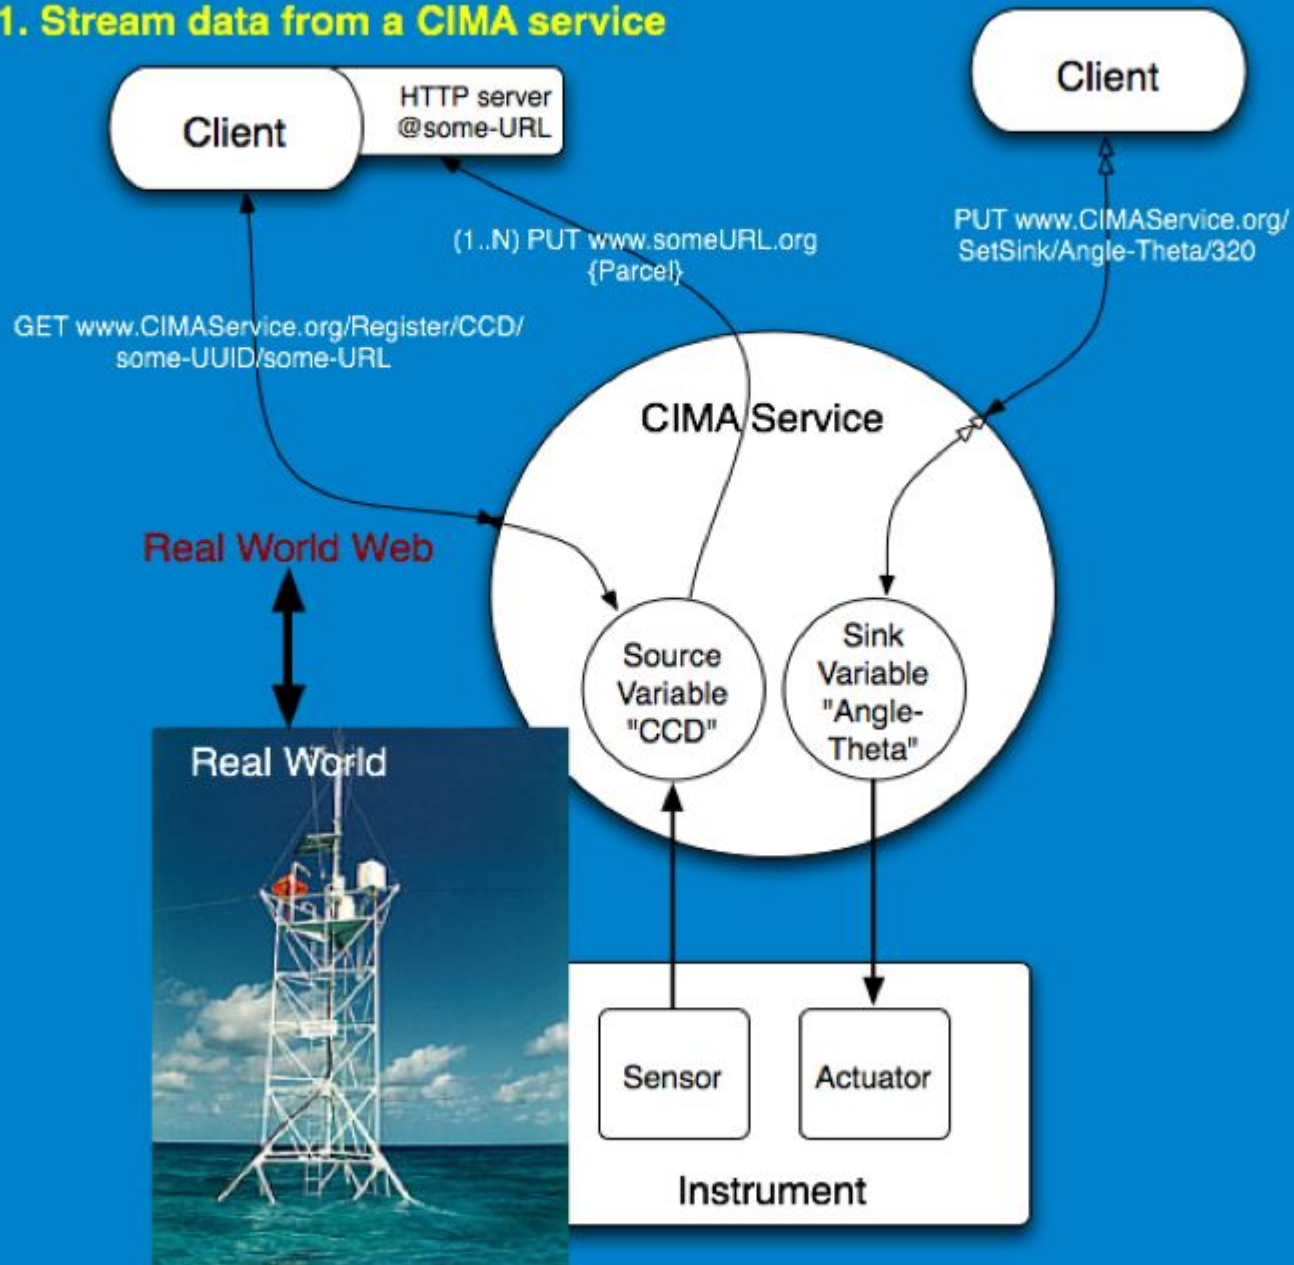 1. Stream data from a CIMA service
Client
HTTP server
@some-URL
Client
(1..N) PUT www.someURL.org
{Parcel}
PUT www.CIMAService.org/
SetSink/Angle-Theta/320
GET www.CIMAService.org/Register/CCD/
some-UUID/some-URL
CIMA Service
Real World Web
Source
Variable
"CCD"
Sink
Variable
"Angle-
Theta"
Real World
Sensor
Actuator
Instrument